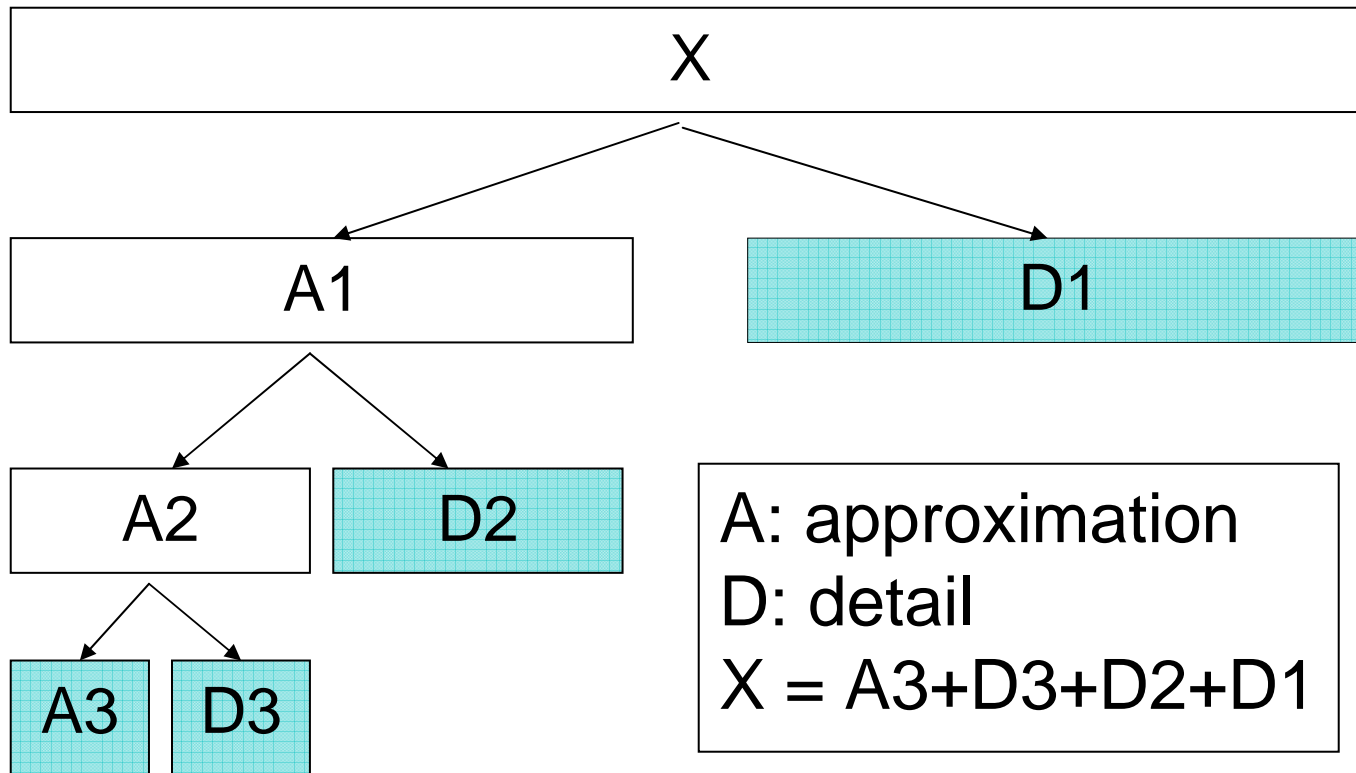 X
A1
D1
A2
D2
A3
D3
A: approximation
D: detail
X = A3+D3+D2+D1